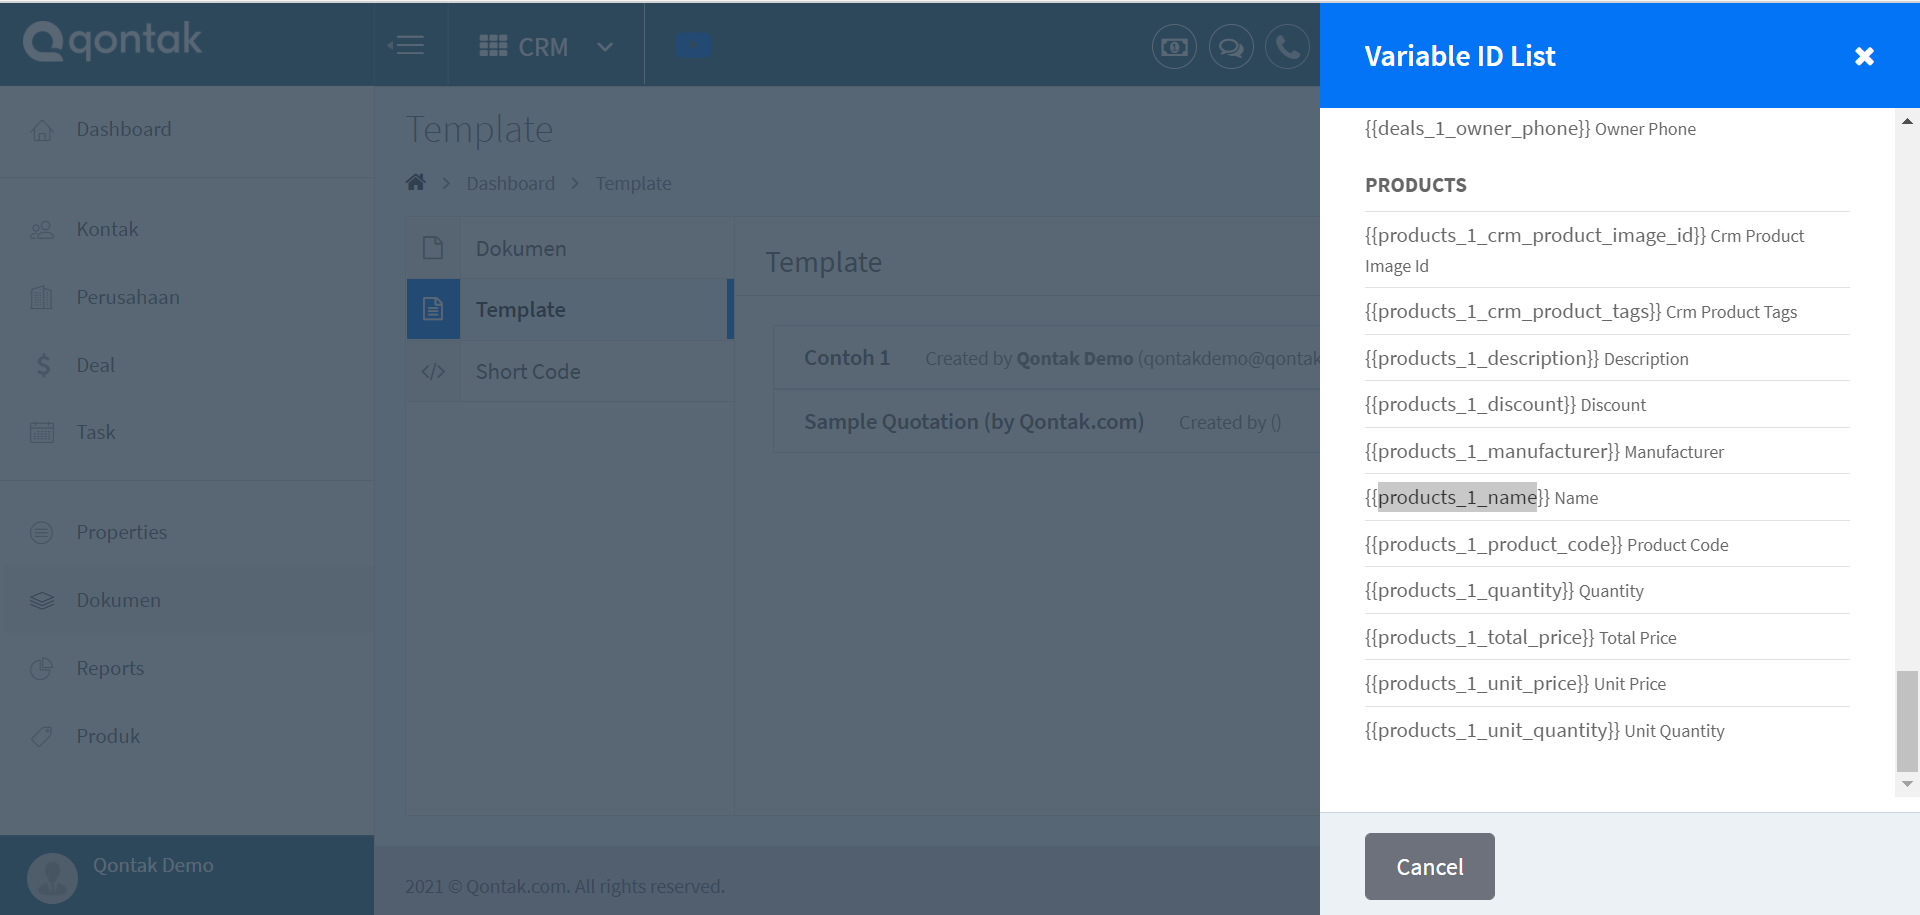 qontak
CRM
Dashboard
Kontak
Perusahaan
Deal
Task
Properties
Dokumen
Reports
Produk
Qontak Demo
Template
Dashboard
Template
Dokumen
Template
Short Code
Template
Contoh 1 Created by Qontak Demo (qontakdemo@qontak
Sample Quotation (by Qontak.com) Created by ()
2021 © Qontak.com. All rights reserved.
Variable ID List
{{deals_1_owner_phone}} Owner Phone
PRODUCTS
{{products_1_crm_product_image_id}} Crm Product
Image Id
{{products_1_crm_product_tags}} Crm Product Tags
{{products_1_description}} Description
{{products_1_discount}} Discount
{{products_1_manufacturer}} Manufacturer
{{products_1_name}} Name
{{products_1_product_code}} Product Code
{{products_1_quantity}} Quantity
{{products_1_total_price}} Total Price
{{products_1_unit_price}} Unit Price
{{products_1_unit_quantity}} Unit Quantity
Cancel